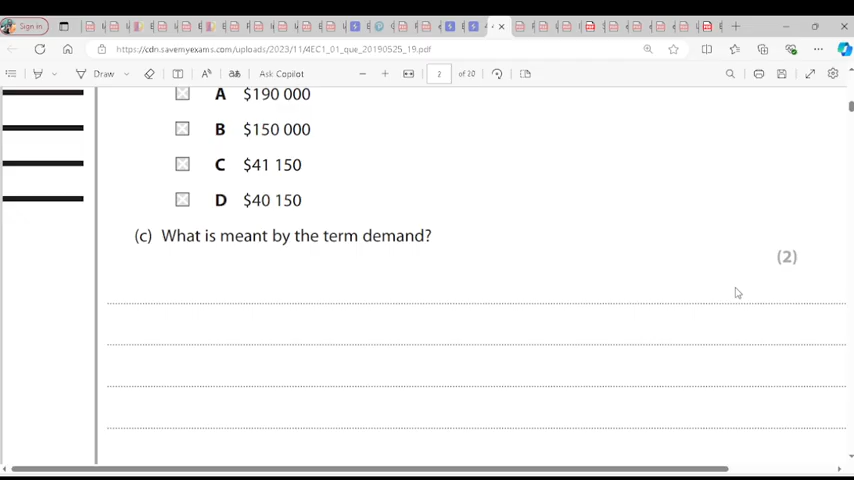 Sign in
https://cdn.savemyexams.com/uploads/2023/11/4EC1_01_que_20190525_19.pdf
Draw
Ask Copilot
2
of 20
A $190 000
B $150 000
C $41 150
D $40 150
(c) What is meant by the term demand?
(2)